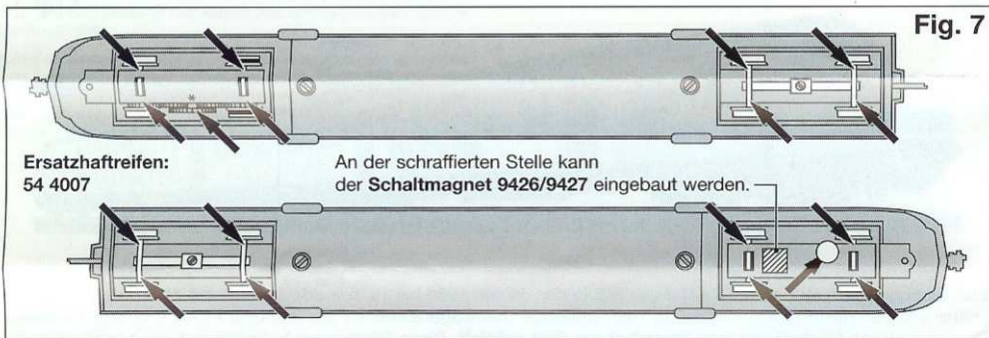 Fig. 7
Ersatzhaftreifen:
54 4007
An der schraffierten Stelle kann
der Schaltmagnet 9426/9427 eingebaut werden.